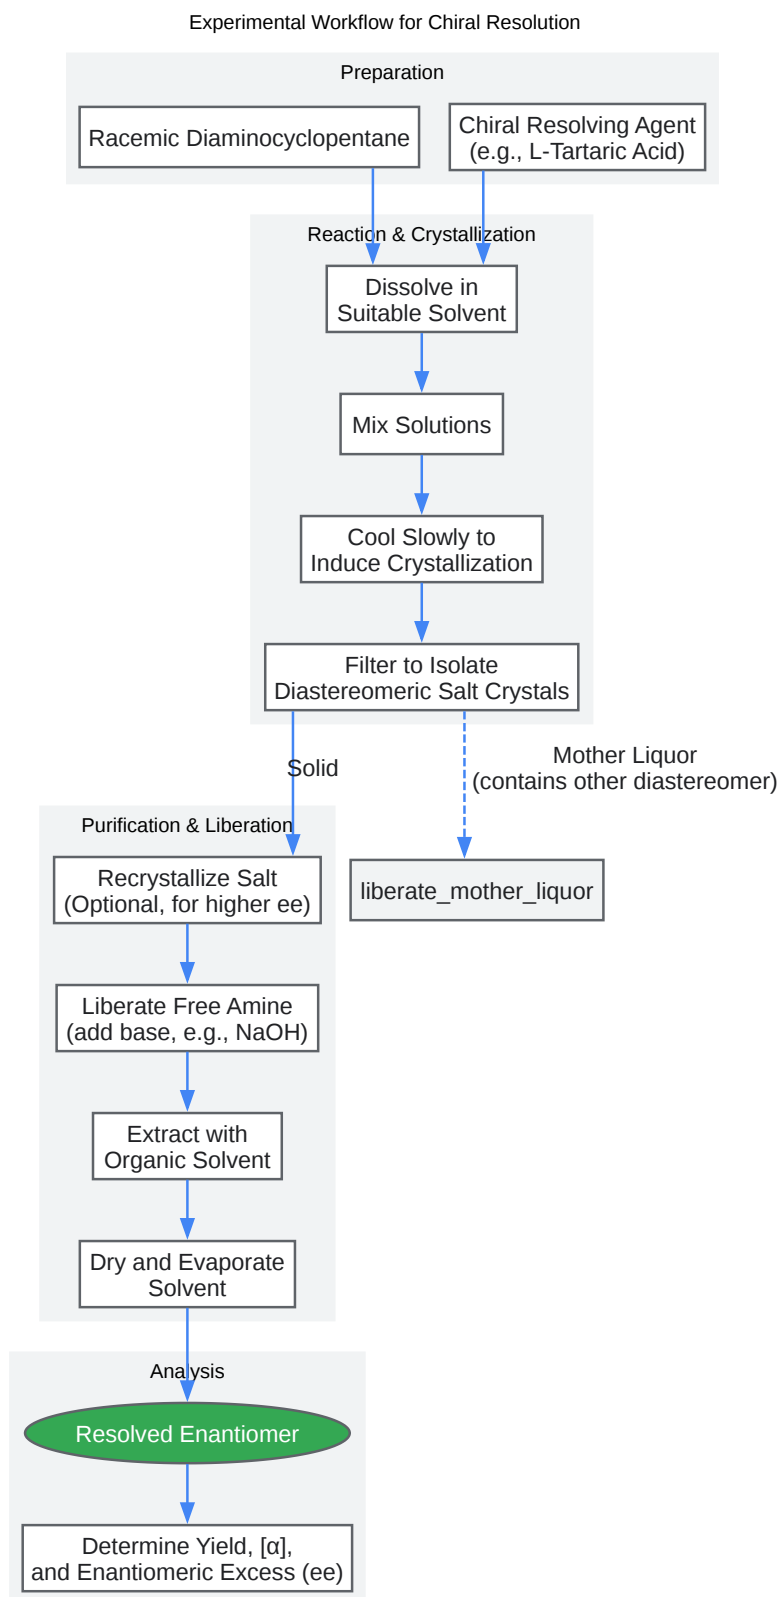 Experimental Workflow for Chiral Resolution
Preparation
Racemic Diaminocyclopentane
Chiral Resolving Agent
(e.g., L-Tartaric Acid)
Reaction & Crystallization
Dissolve in
Suitable Solvent
Mix Solutions
Cool Slowly to
Induce Crystallization
Filter to Isolate
Diastereomeric Salt Crystals
Solid
Mother Liquor
(contains other diastereomer)
Purification & Liberation
Recrystallize Salt
(Optional, for higher ee)
liberate_mother_liquor
Liberate Free Amine
(add base, e.g., NaOH)
Extract with
Organic Solvent
Dry and Evaporate
Solvent
Analysis
Resolved Enantiomer
Determine Yield, [α],
and Enantiomeric Excess (ee)